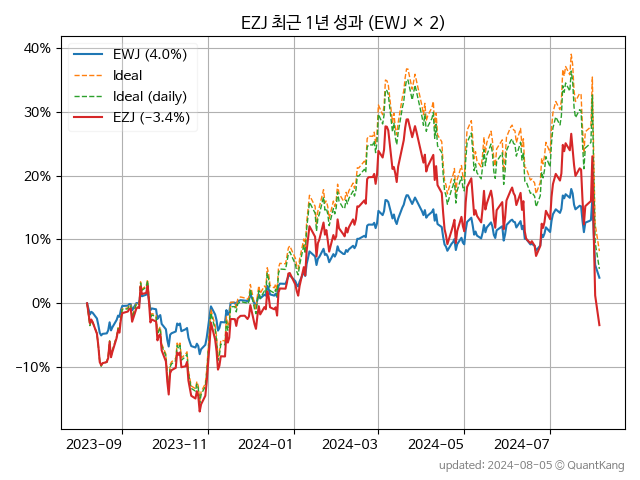 EZJ 최근 1년 성과 (EWJ × 2)
EWJ (4.0%)
Ideal
Ideal (daily)
EZJ (−3.4%)
40%
30%
20%
10%
0%
−10%
2023-09
2023-11
2024-01
2024-03
2024-05
2024-07
updated: 2024-08-05 © QuantKang